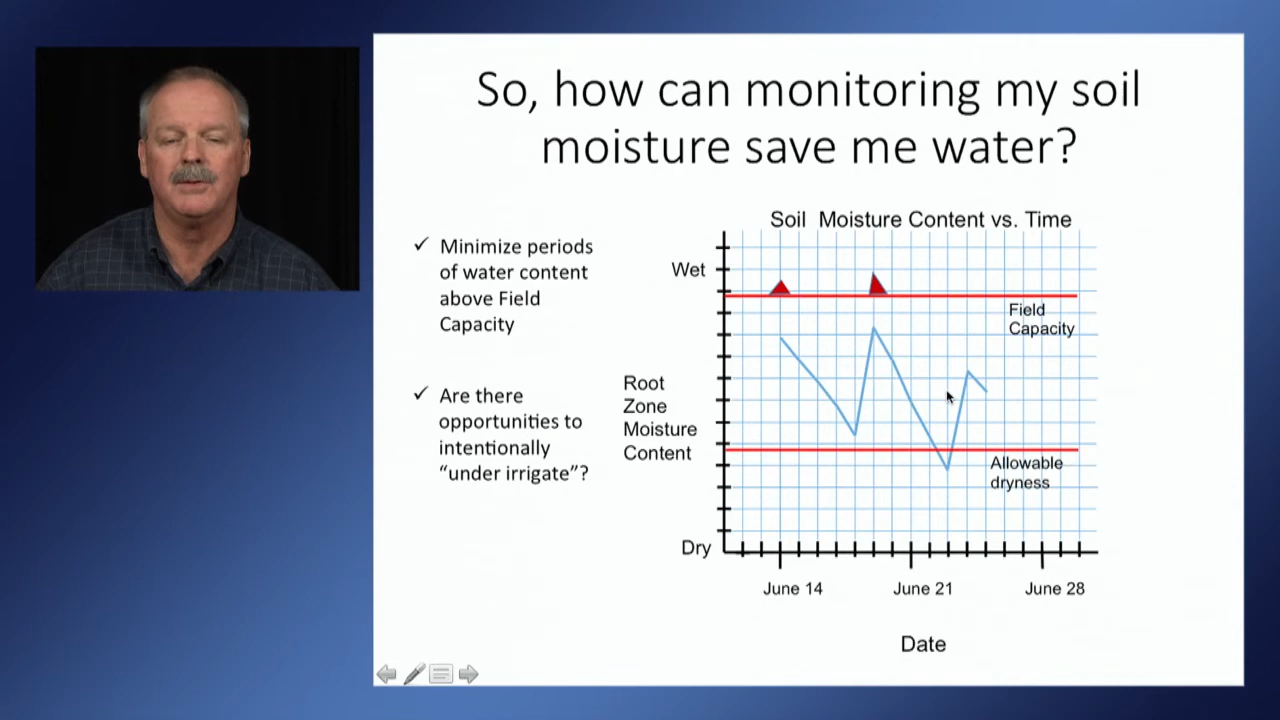 So, how can monitoring my soil
moisture save me water?
✓ Minimize periods
of water content
above Field
Capacity
✓ Are there
opportunities to
intentionally
“under irrigate”?
Soil Moisture Content vs. Time
Wet
Field
Capacity
Root
Zone
Moisture
Content
Allowable
dryness
Dry
June 14
June 21
June 28
Date